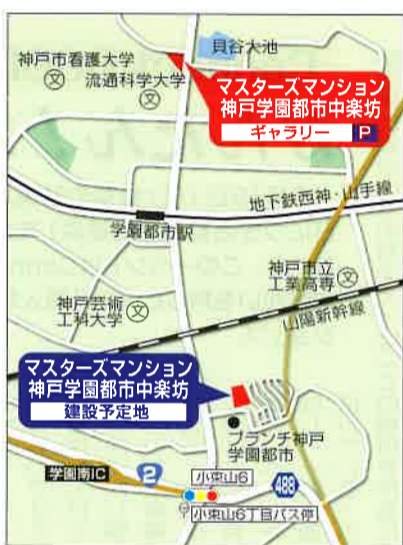 貝谷大池
神戸市看護大学
文
流通科学大学
文
マスターズマンション
神戸学園都市中楽坊
ギャラリー P
地下鉄西神・山手線
学園都市駅
神戸市立
工業高専
文
神戸芸術
工科大学
文
山陽新幹線
マスターズマンション
神戸学園都市中楽坊
建設予定地
ブランチ神戸
学園都市
学園南IC
2
小束山6
488
小束山6丁目バス停